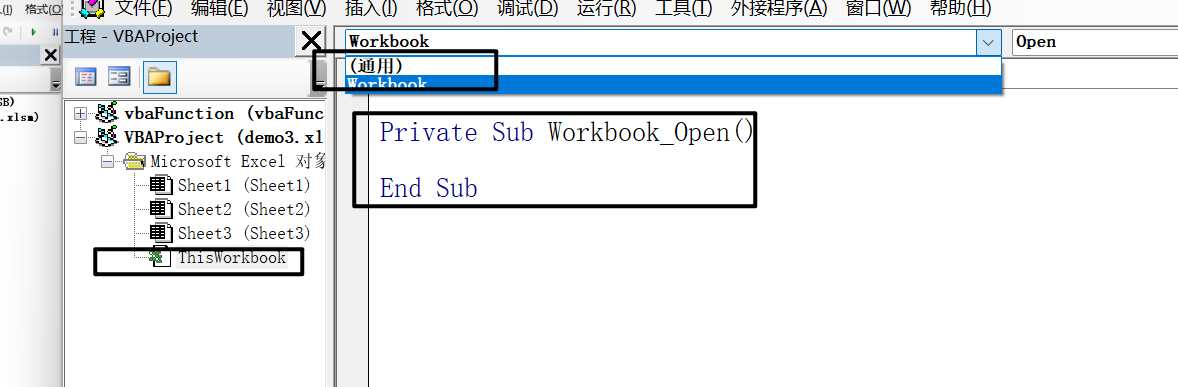 格式(O)
文件(F) 编辑(E) 视图(V) 插入(I) 格式(O) 调试(D) 运行(R) 工具(T) 外接程序(A) 窗口(W) 帮助(H)
工程 - VBAProject
Workbook
Open
(通用)
Workbook
.xlsm)
vbaFunction (vbaFunc
VBAProject (demo3.xl
Microsoft Excel 对象
Sheet1 (Sheet1)
Sheet2 (Sheet2)
Sheet3 (Sheet3)
ThisWorkbook
Private Sub Workbook_Open()
End Sub